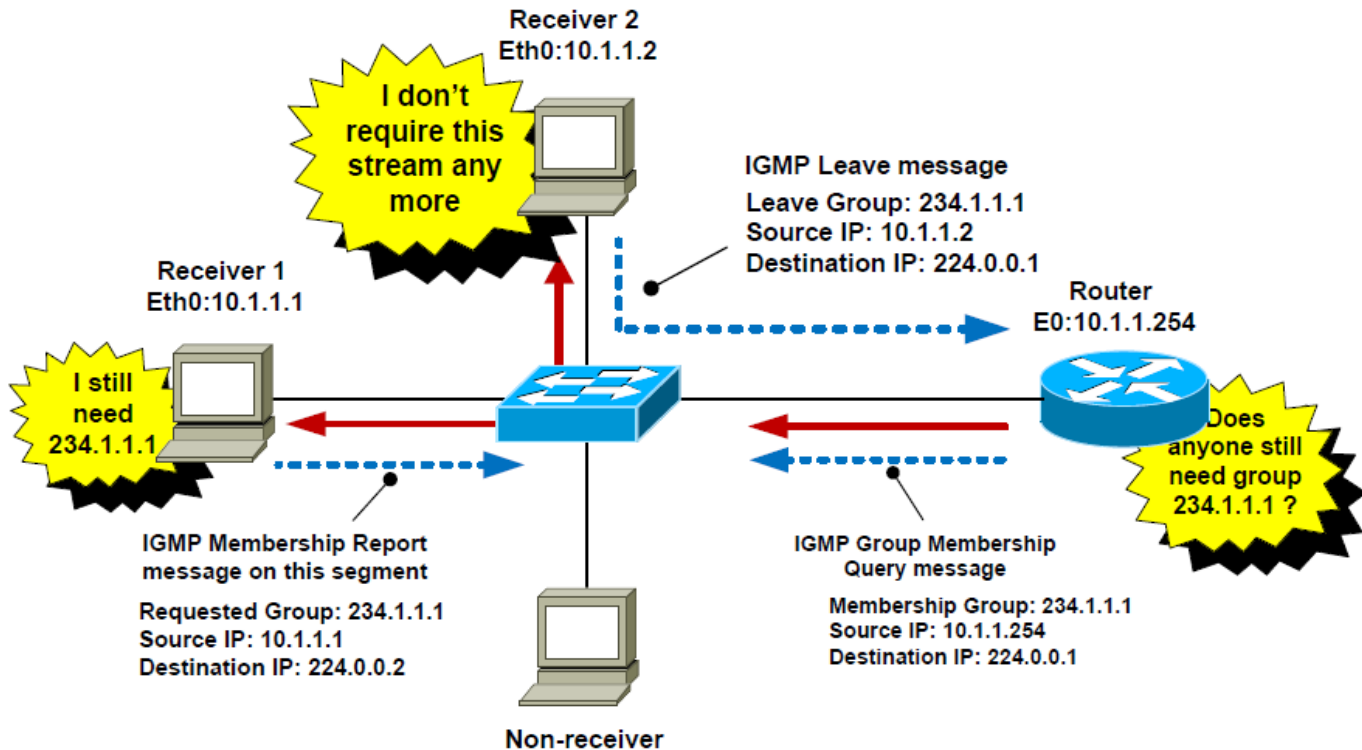 Receiver 2
Eth0:10.1.1.2
I don’t
require this
stream any
more
IGMP Leave message
Leave Group: 234.1.1.1
Source IP: 10.1.1.2
Destination IP: 224.0.0.1
Receiver 1
Eth0:10.1.1.1
Router
E0:10.1.1.254
I still
need
234.1.1.1
Does
anyone still
need group
234.1.1.1 ?
IGMP Membership Report
message on this segment
Requested Group: 234.1.1.1
Source IP: 10.1.1.1
Destination IP: 224.0.0.2
IGMP Group Membership
Query message
Membership Group: 234.1.1.1
Source IP: 10.1.1.254
Destination IP: 224.0.0.1
Non-receiver